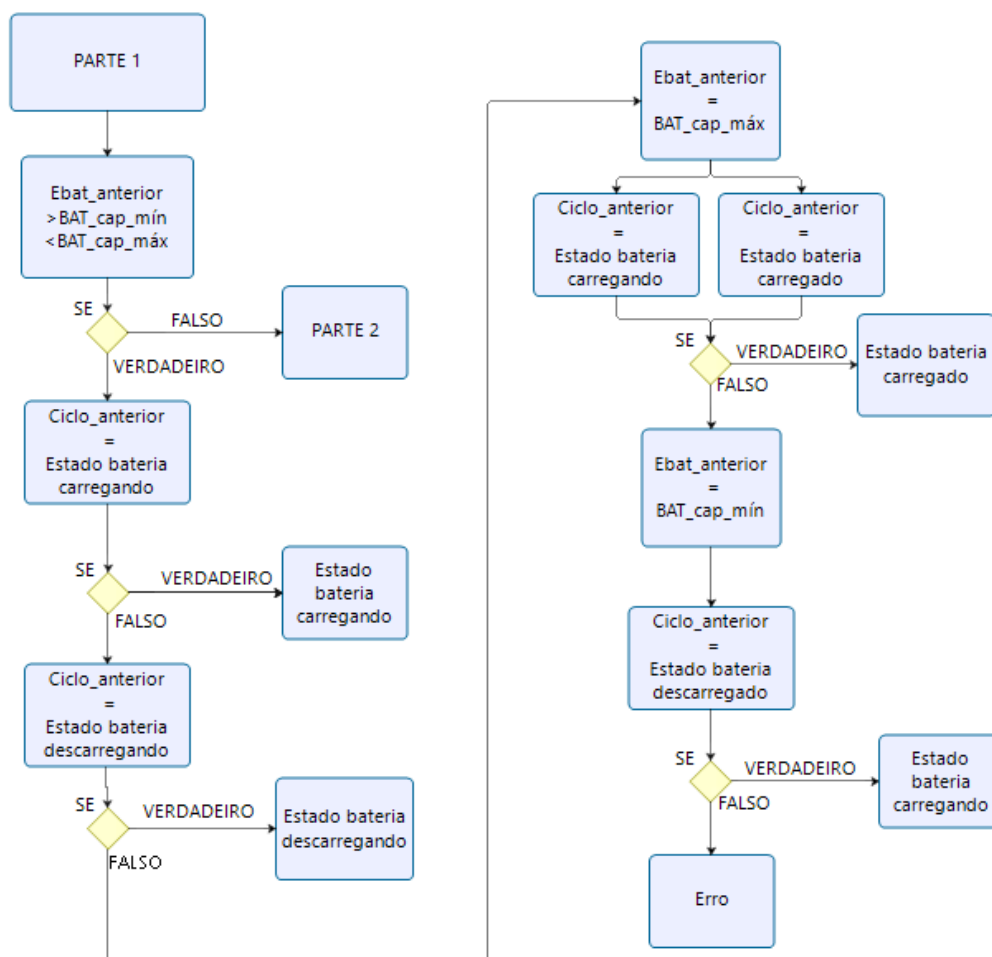 PARTE 1
Ebat_anterior
>BAT_cap_mín
<BAT_cap_máx
SE
FALSO
PARTE 2
VERDADEIRO
Ciclo_anterior
=
Estado bateria
carregando
SE
VERDADEIRO
Estado
bateria
carregando
FALSO
Ciclo_anterior
=
Estado bateria
descarregando
SE
VERDADEIRO
Estado bateria
descarregando
FALSO
Ebat_anterior
=
BAT_cap_máx
Ciclo_anterior
=
Estado bateria
carregando
Ciclo_anterior
=
Estado bateria
carregado
SE
VERDADEIRO
Estado bateria
carregado
FALSO
Ebat_anterior
=
BAT_cap_mín
Ciclo_anterior
=
Estado bateria
descarregado
SE
VERDADEIRO
Estado
bateria
carregando
FALSO
Erro